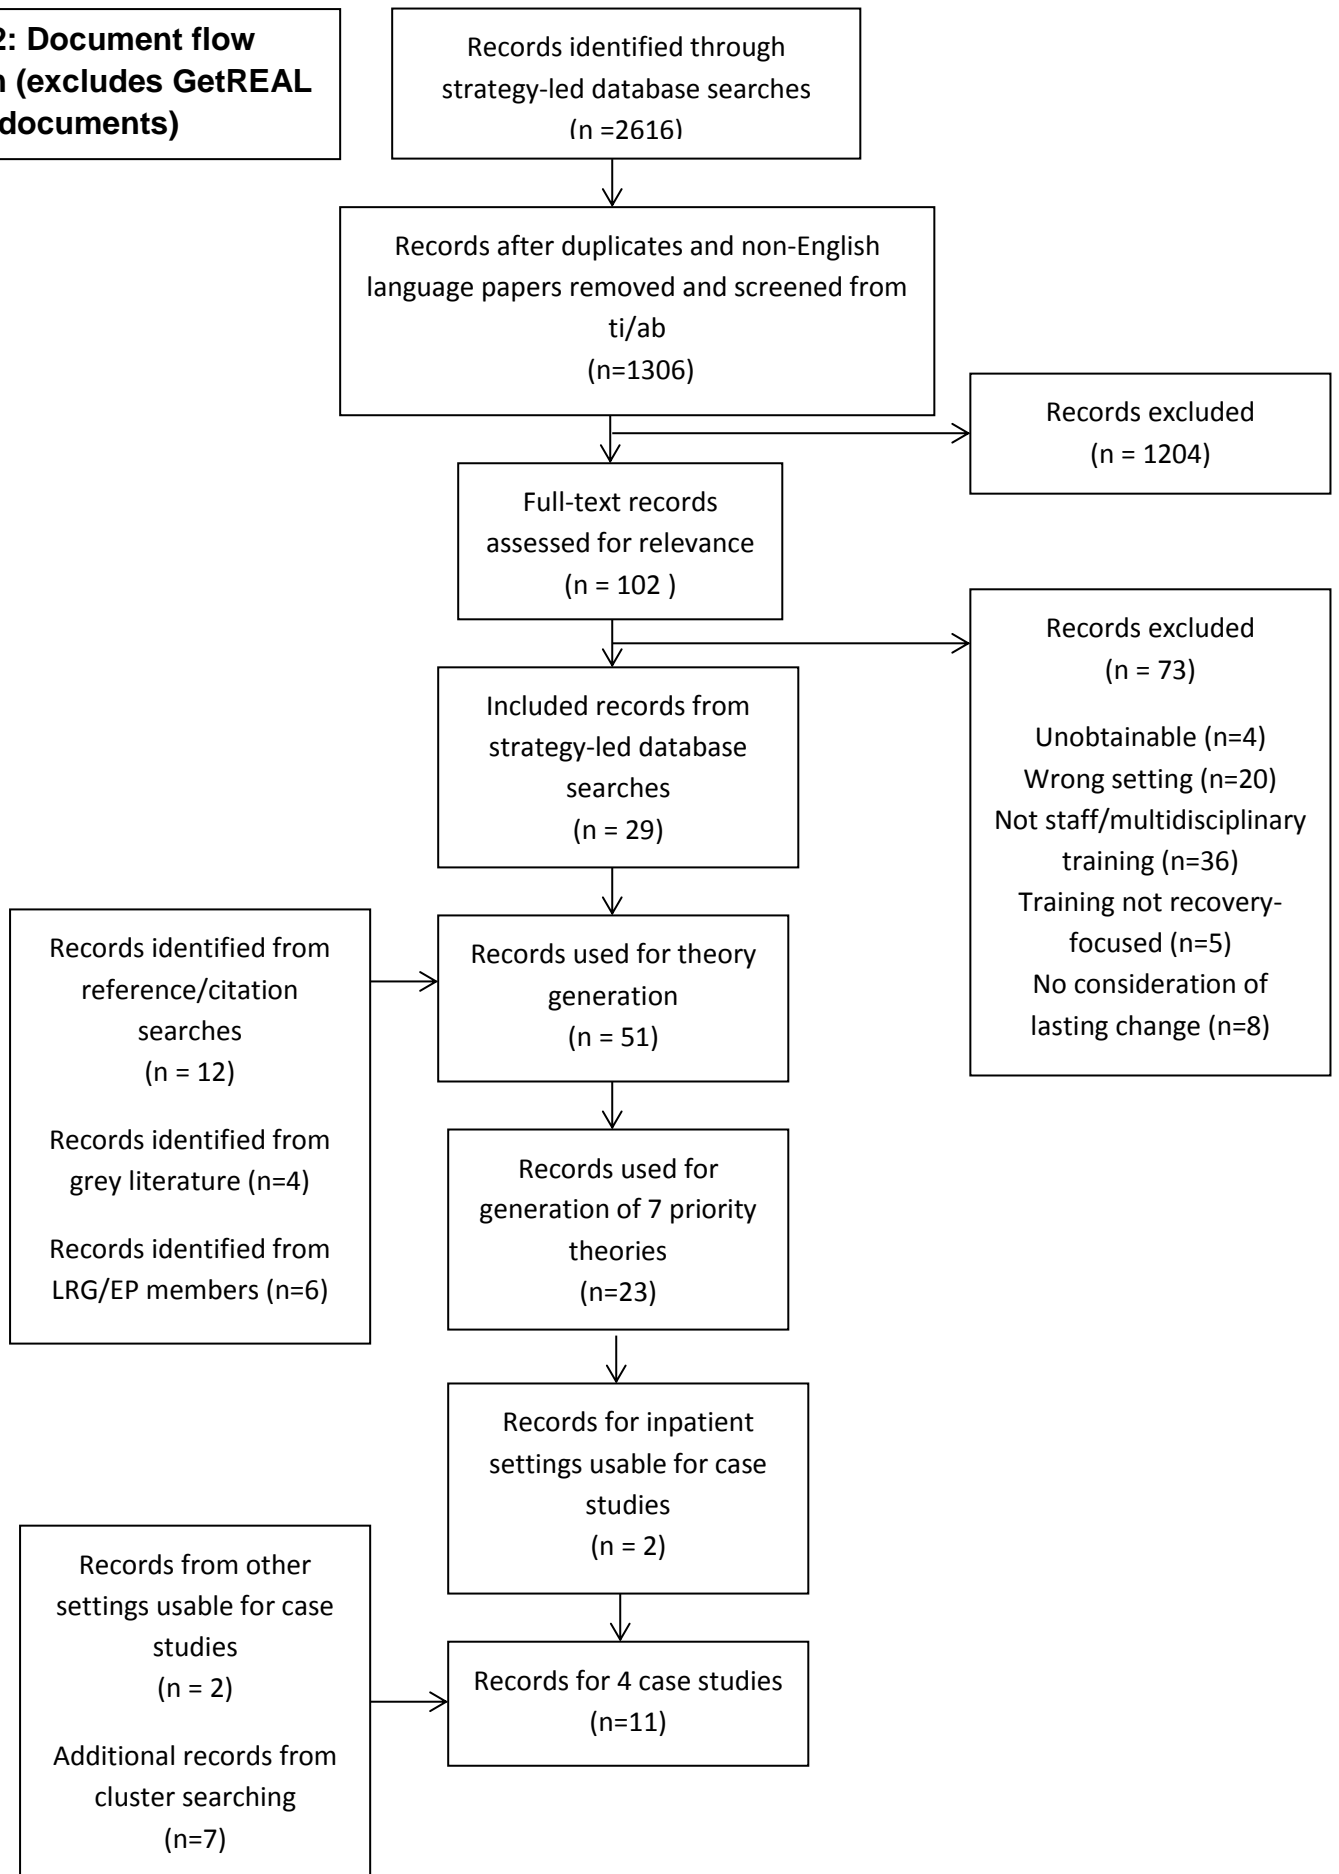 2: Document flow
n (excludes GetREAL
documents)
Records identified through
strategy-led database searches
(n =2616)
Records after duplicates and non-English
language papers removed and screened from
ti/ab
(n=1306)
Records excluded
(n = 1204)
Full-text records
assessed for relevance
(n = 102 )
Records excluded
(n = 73)
Unobtainable (n=4)
Wrong setting (n=20)
Not staff/multidisciplinary
training (n=36)
Training not recovery-
focused (n=5)
No consideration of
lasting change (n=8)
Included records from
strategy-led database
searches
(n = 29)
Records identified from
reference/citation
searches
(n = 12)
Records identified from
grey literature (n=4)
Records identified from
LRG/EP members (n=6)
Records used for theory
generation
(n = 51)
Records used for
generation of 7 priority
theories
(n=23)
Records for inpatient
settings usable for case
studies
(n = 2)
Records from other
settings usable for case
studies
(n = 2)
Additional records from
cluster searching
(n=7)
Records for 4 case studies
(n=11)